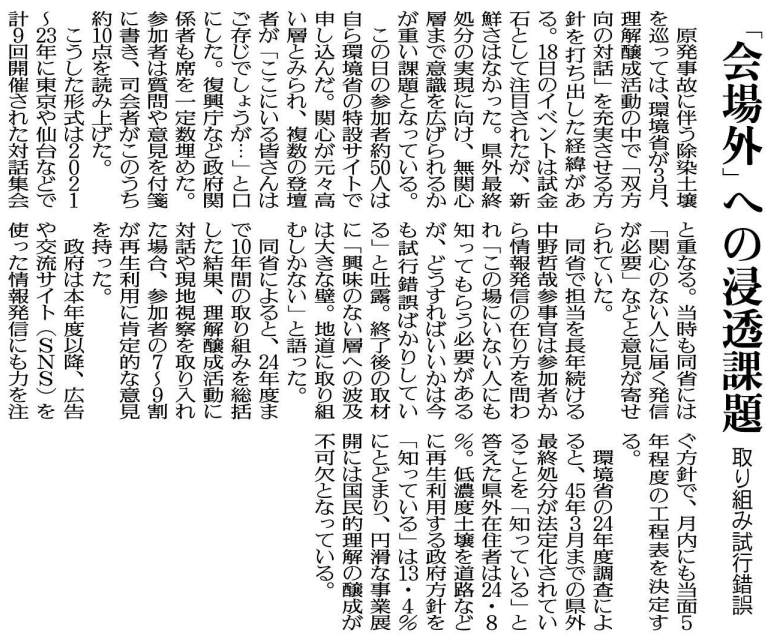 「会場外」への浸透課題
取り組み試行錯誤
原発事故に伴う除染土壌
を巡っては、環境省が3月、
理解醸成活動の中で「双方
向の対話」を充実させる方
針を打ち出した経緯があ
る。18日のイベントは試金
石として注目されたが、新
鮮さはなかった。県外最終
処分の実現に向け、無関心
層まで意識を広げられるか
が重い課題となっている。
この日の参加者約50人は
自ら環境省の特設サイトで
申し込んだ。関心が元々高
い層とみられ、複数の登壇
者が「ここにいる皆さんは
ご存じでしょうが…」と口
にした。復興庁など政府関
係者も席を一定数埋めた。
参加者は質問や意見を付箋
に書き、司会者がこのうち
約10点を読み上げた。
こうした形式は2021
～23年に東京や仙台などで
計9回開催された対話集会
と重なる。当時も同省には
「関心のない人に届く発信
が必要」などと意見が寄せ
られていた。
同省で担当を長年続ける
中野哲哉参事官は参加者か
ら情報発信の在り方を問わ
れ「この場にいない人にも
知ってもらう必要がある
が、どうすればいいかは今
も試行錯誤ばかりしてい
る」と吐露。終了後の取材
に「興味のない層への波及
は大きな壁。地道に取り組
むしかない」と語った。
同省によると、24年度ま
で10年間の取り組みを総括
した結果、理解醸成活動に
対話や現地視察を取り入れ
た場合、参加者の7～9割
が再生利用に肯定的な意見
を持った。
政府は本年度以降、広告
や交流サイト（SNS）を
使った情報発信にも力を注
ぐ方針で、月内にも当面5
年程度の工程表を決定す
る。
環境省の24年度調査によ
ると、45年3月までの県外
最終処分が法定化されてい
ることを「知っている」と
答えた県外在住者は24・8
%。低濃度土壌を道路など
に再生利用する政府方針を
「知っている」は13・4%
にとどまり、円滑な事業展
開には国民的理解の醸成が
不可欠となっている。